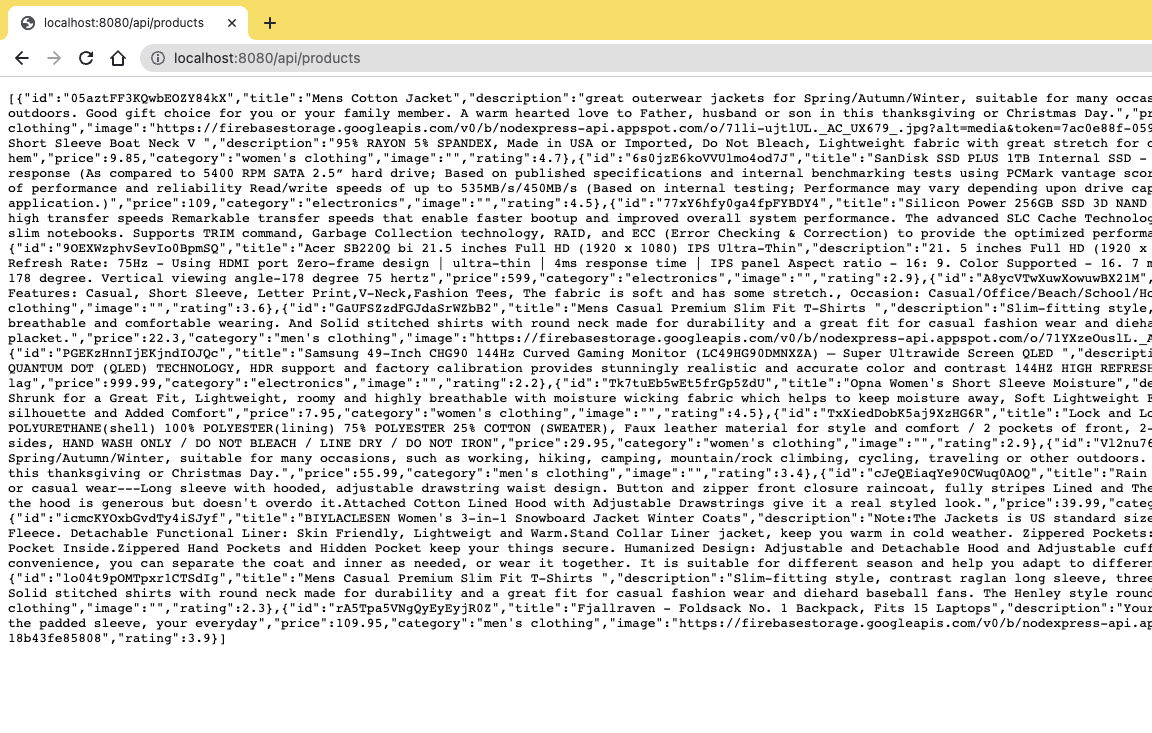 localhost:8080/api/products
localhost:8080/api/products
[{"id":"05aztFF3KQwbEOZY84kX","title":"Mens Cotton Jacket","description":"great outerwear jackets for Spring/Autumn/Winter, suitable for many occas
outdoors. Good gift choice for you or your family member. A warm hearted love to Father, husband or son in this thanksgiving or Christmas Day.","pr
clothing","image":"https://firebasestorage.googleapis.com/v0/b/nodexpress-api.appspot.com/o/71li-ujtlUL._AC_UX679_.jpg?alt=media&token=7ac0e88f-059
Short Sleeve Boat Neck V ","description":"95% RAYON 5% SPANDEX, Made in USA or Imported, Do Not Bleach, Lightweight fabric with great stretch for c
hem","price":9.85,"category":"women's clothing","image":"","rating":4.7},{"id":"6s0jzE6koVVUlmo4od7J","title":"SanDisk SSD PLUS 1TB Internal SSD -
response (As compared to 5400 RPM SATA 2.5” hard drive; Based on published specifications and internal benchmarking tests using PCMark vantage scor
of performance and reliability Read/write speeds of up to 535MB/s/450MB/s (Based on internal testing; Performance may vary depending upon drive cap
application.)","price":109,"category":"electronics","image":"","rating":4.5},{"id":"77xY6hfy0ga4fpFYBDY4","title":"Silicon Power 256GB SSD 3D NAND
high transfer speeds Remarkable transfer speeds that enable faster bootup and improved overall system performance. The advanced SLC Cache Technolog
slim notebooks. Supports TRIM command, Garbage Collection technology, RAID, and ECC (Error Checking & Correction) to provide the optimized performa
{"id":"9OEXWzphvSevIo0BpmSQ","title":"Acer SB220Q bi 21.5 inches Full HD (1920 x 1080) IPS Ultra-Thin","description":"21. 5 inches Full HD (1920 x
Refresh Rate: 75Hz - Using HDMI port Zero-frame design | ultra-thin | 4ms response time | IPS panel Aspect ratio - 16: 9. Color Supported - 16. 7 m
178 degree. Vertical viewing angle-178 degree 75 hertz","price":599,"category":"electronics","image":"","rating":2.9},{"id":"A8ycVTwXuwXowuwBX21M",
Features: Casual, Short Sleeve, Letter Print,V-Neck,Fashion Tees, The fabric is soft and has some stretch., Occasion: Casual/Office/Beach/School/Ho
clothing","image":"","rating":3.6},{"id":"GaUFSZzdFGJdaSrWZbB2","title":"Mens Casual Premium Slim Fit T-Shirts ","description":"Slim-fitting style,
breathable and comfortable wearing. And Solid stitched shirts with round neck made for durability and a great fit for casual fashion wear and dieha
placket.","price":22.3,"category":"men's clothing","image":"https://firebasestorage.googleapis.com/v0/b/nodexpress-api.appspot.com/o/71YXzeOuslL._A
{"id":"PGEKzHnnIjEKjndIOJQc","title":"Samsung 49-Inch CHG90 144Hz Curved Gaming Monitor (LC49HG90DMNXZA) – Super Ultrawide Screen QLED ","descripti
QUANTUM DOT (QLED) TECHNOLOGY, HDR support and factory calibration provides stunningly realistic and accurate color and contrast 144HZ HIGH REFRESH
lag","price":999.99,"category":"electronics","image":"","rating":2.2},{"id":"Tk7tuEb5wEt5frGp5ZdU","title":"Opna Women's Short Sleeve Moisture","de
Shrunk for a Great Fit, Lightweight, roomy and highly breathable with moisture wicking fabric which helps to keep moisture away, Soft Lightweight F
silhouette and Added Comfort","price":7.95,"category":"women's clothing","image":"","rating":4.5},{"id":"TxXiedDobK5aj9XzHG6R","title":"Lock and Lo
POLYURETHANE(shell) 100% POLYESTER(lining) 75% POLYESTER 25% COTTON (SWEATER), Faux leather material for style and comfort / 2 pockets of front, 2-
sides, HAND WASH ONLY / DO NOT BLEACH / LINE DRY / DO NOT IRON","price":29.95,"category":"women's clothing","image":"","rating":2.9},{"id":"Vl2nu76
Spring/Autumn/Winter, suitable for many occasions, such as working, hiking, camping, mountain/rock climbing, cycling, traveling or other outdoors.
this thanksgiving or Christmas Day.","price":55.99,"category":"men's clothing","image":"","rating":3.4},{"id":"cJeQEiaqYe90CWuq0AOQ","title":"Rain
or casual wear---Long sleeve with hooded, adjustable drawstring waist design. Button and zipper front closure raincoat, fully stripes Lined and The
the hood is generous but doesn't overdo it.Attached Cotton Lined Hood with Adjustable Drawstrings give it a real styled look.","price":39.99,"categ
{"id":"icmcKYOxbGvdTy4iSJyf","title":"BIYLACLESEN Women's 3-in-1 Snowboard Jacket Winter Coats","description":"Note:The Jackets is US standard size
Fleece. Detachable Functional Liner: Skin Friendly, Lightweigt and Warm.Stand Collar Liner jacket, keep you warm in cold weather. Zippered Pockets:
Pocket Inside.Zippered Hand Pockets and Hidden Pocket keep your things secure. Humanized Design: Adjustable and Detachable Hood and Adjustable cuff
convenience, you can separate the coat and inner as needed, or wear it together. It is suitable for different season and help you adapt to differen
{"id":"lo04t9pOMTpxr1CTSdIg","title":"Mens Casual Premium Slim Fit T-Shirts ","description":"Slim-fitting style, contrast raglan long sleeve, three
Solid stitched shirts with round neck made for durability and a great fit for casual fashion wear and diehard baseball fans. The Henley style round
clothing","image":"","rating":2.3},{"id":"rA5Tpa5VNgQyEyEyjR0Z","title":"Fjallraven - Foldsack No. 1 Backpack, Fits 15 Laptops","description":"Your
the padded sleeve, your everyday","price":109.95,"category":"men's clothing","image":"https://firebasestorage.googleapis.com/v0/b/nodexpress-api.ap
18b43fe85808","rating":3.9}]